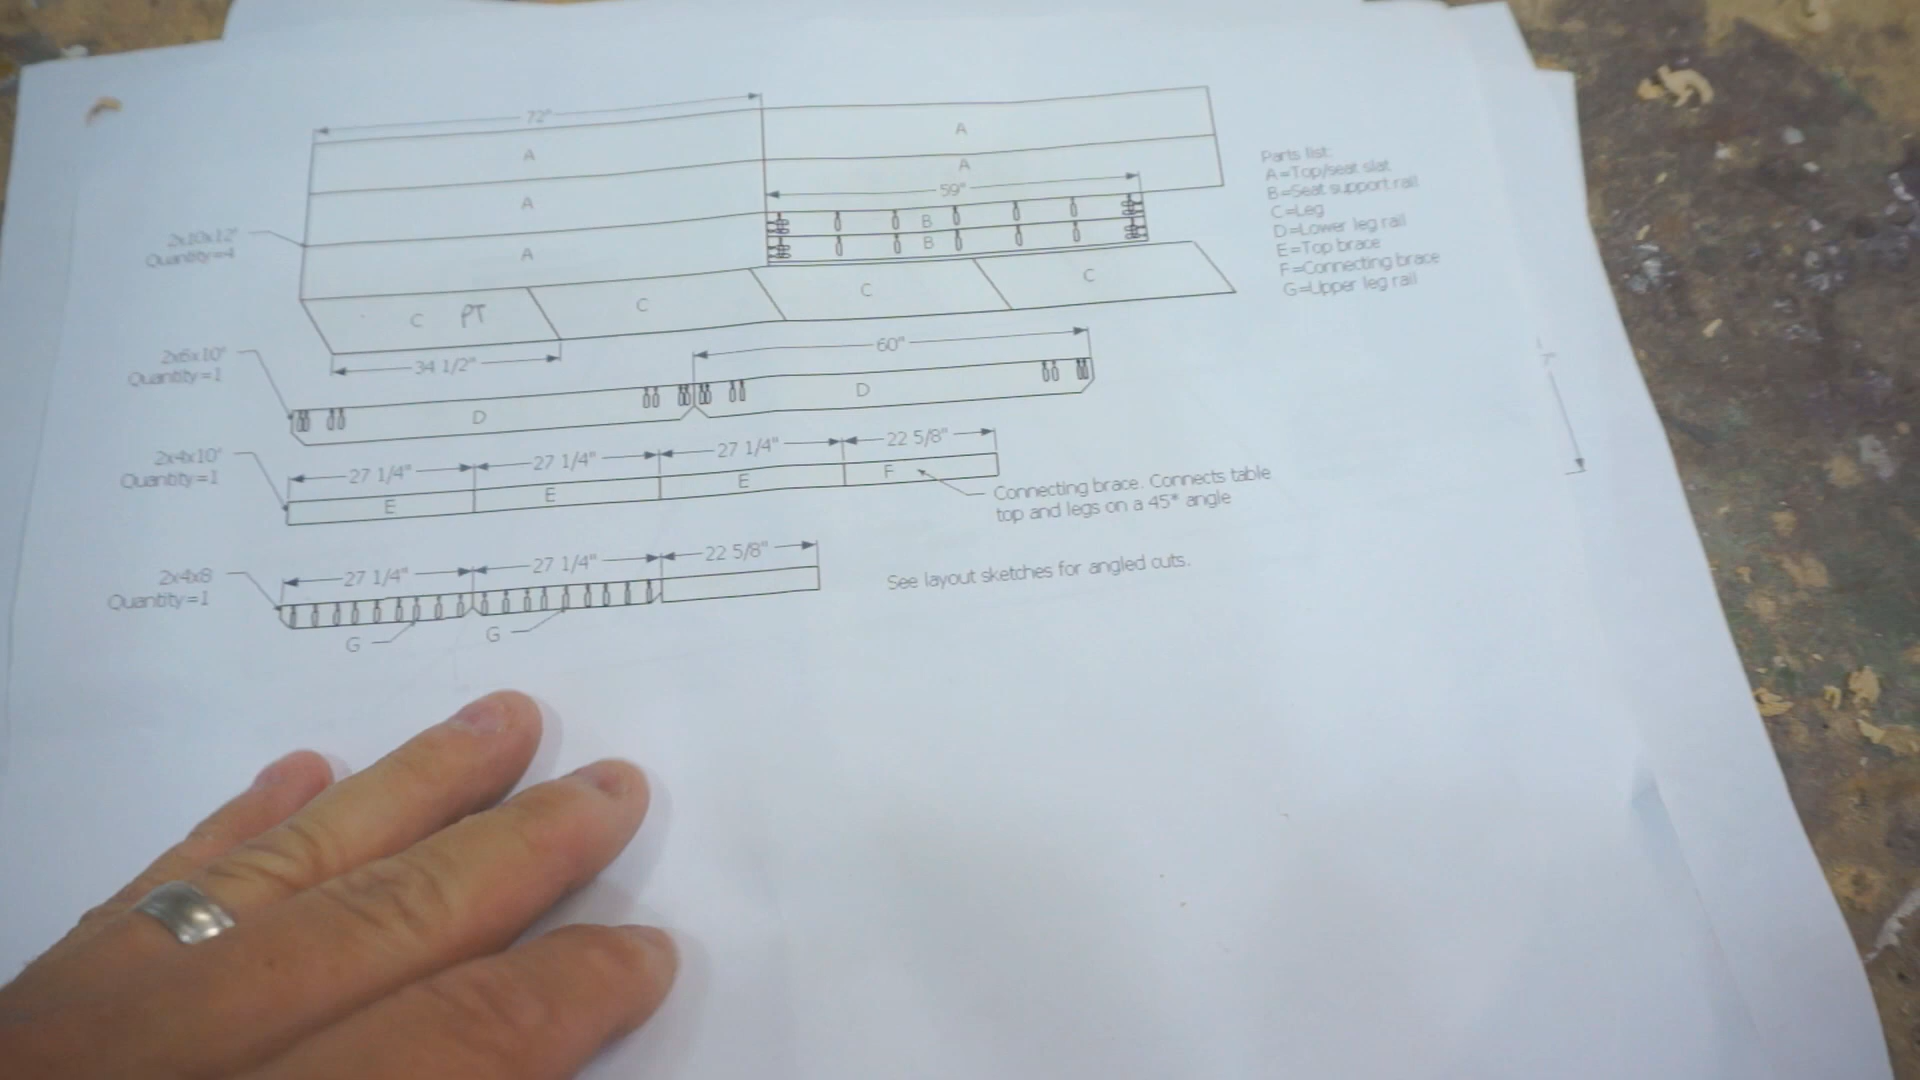 72"
A
A
A
A
A
59"
B
B
2x10x12'
Quantity=4
C PT
C
C
C
34 1/2"
Parts list:
A=Top/seat slat
B=Seat support rail
C=Leg
D=Lower leg rail
E=Top brace
F=Connecting brace
G=Upper leg rail
2x6x10'
Quantity=1
60"
D
D
2x4x10'
Quantity=1
27 1/4"
27 1/4"
27 1/4"
22 5/8"
E
E
E
F
Connecting brace. Connects table
top and legs on a 45° angle
2x4x8
Quantity=1
27 1/4"
27 1/4"
22 5/8"
G
G
See layout sketches for angled cuts.